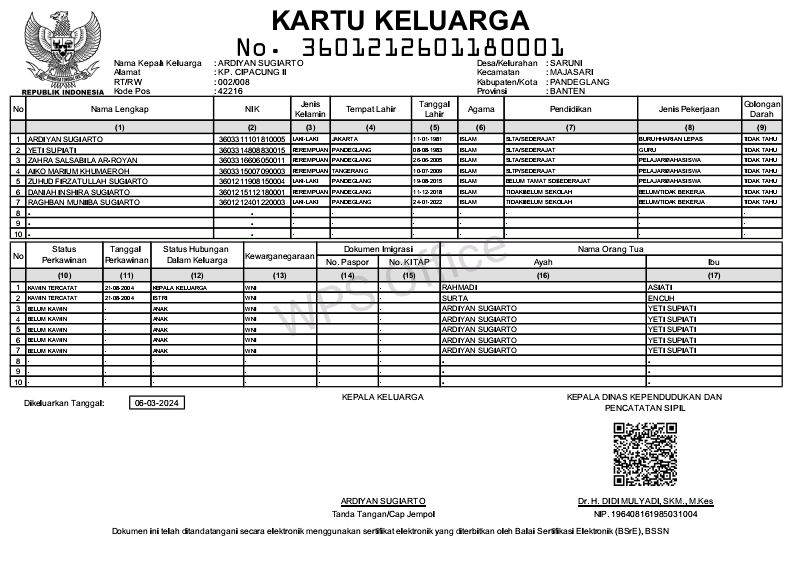 KARTU KELUARGA
No. 3601212601180001
REPUBLIK INDONESIA
Nama Kepala Keluarga : ARDIYAN SUGIARTO
Alamat : KP. CIPACUNG II
RT/RW : 002/008
Kode Pos : 42216
Desa/Kelurahan : SARUNI
Kecamatan : MAJASARI
Kabupaten/Kota : PANDEGLANG
Provinsi : BANTEN
No Nama Lengkap NIK Jenis Kelamin Tempat Lahir Tanggal Lahir Agama Pendidikan Jenis Pekerjaan Golongan Darah
(1) (2) (3) (4) (5) (6) (7) (8) (9)
1 ARDIYAN SUGIARTO 3603311101810005 LAKI-LAKI JAKARTA 11-01-1981 ISLAM SLTA/SEDERAJAT BURUH HARIAN LEPAS TIDAK TAHU
2 YETI SUPIATI 3603314808830015 PEREMPUAN PANDEGLANG 08-08-1983 ISLAM SLTA/SEDERAJAT GURU TIDAK TAHU
3 ZAHRA SALSABILA AR-ROYAN 3603316606050011 PEREMPUAN PANDEGLANG 26-06-2005 ISLAM SLTA/SEDERAJAT PELAJAR/MAHASISWA TIDAK TAHU
4 AIKO MARIUM KHUMAEROH 3603315007090003 PEREMPUAN TANGERANG 10-07-2009 ISLAM SLTP/SEDERAJAT PELAJAR/MAHASISWA TIDAK TAHU
5 ZUHUD FIRZATULLAH SUGIARTO 3601211908150004 LAKI-LAKI PANDEGLANG 19-08-2015 ISLAM BELUM TAMAT SD/SEDERAJAT PELAJAR/MAHASISWA TIDAK TAHU
6 DANIAH INSHIRA SUGIARTO 3601215112180001 PEREMPUAN PANDEGLANG 11-12-2018 ISLAM TIDAK/BELUM SEKOLAH BELUM/TIDAK BEKERJA TIDAK TAHU
7 RAGHBAN MUNIIBA SUGIARTO 3601212401220003 LAKI-LAKI PANDEGLANG 24-01-2022 ISLAM TIDAK/BELUM SEKOLAH BELUM/TIDAK BEKERJA TIDAK TAHU
8 - -
9 - -
10 - -
No Status Perkawinan Tanggal Perkawinan Status Hubungan Dalam Keluarga Kewarganegaraan Dokumen Imigrasi Nama Orang Tua
No. Paspor No. KITAP Ayah Ibu
(10) (11) (12) (13) (14) (15) (16) (17)
1 KAWIN TERCATAT 21-08-2004 KEPALA KELUARGA WNI - - RAHMADI ASIATI
2 KAWIN TERCATAT 21-08-2004 ISTRI WNI - - SURTA ENCUH
3 BELUM KAWIN - ANAK WNI - - ARDIYAN SUGIARTO YETI SUPIATI
4 BELUM KAWIN - ANAK WNI - - ARDIYAN SUGIARTO YETI SUPIATI
5 BELUM KAWIN - ANAK WNI - - ARDIYAN SUGIARTO YETI SUPIATI
6 BELUM KAWIN - ANAK WNI - - ARDIYAN SUGIARTO YETI SUPIATI
7 BELUM KAWIN - ANAK WNI - - ARDIYAN SUGIARTO YETI SUPIATI
8 - - - - - - - -
9 - - - - - - - -
10 - - - - - - - -
WPS Office
Dikeluarkan Tanggal: 06-03-2024
KEPALA KELUARGA
KEPALA DINAS KEPENDUDUKAN DAN
PENCATATAN SIPIL
ARDIYAN SUGIARTO
Tanda Tangan/Cap Jempol
Dr. H. DIDI MULYADI, SKM., M.Kes
NIP. 196408161985031004
Dokumen ini telah ditandatangani secara elektronik menggunakan sertifikat elektronik yang diterbitkan oleh Balai Sertifikasi Elektronik (BSrE), BSSN